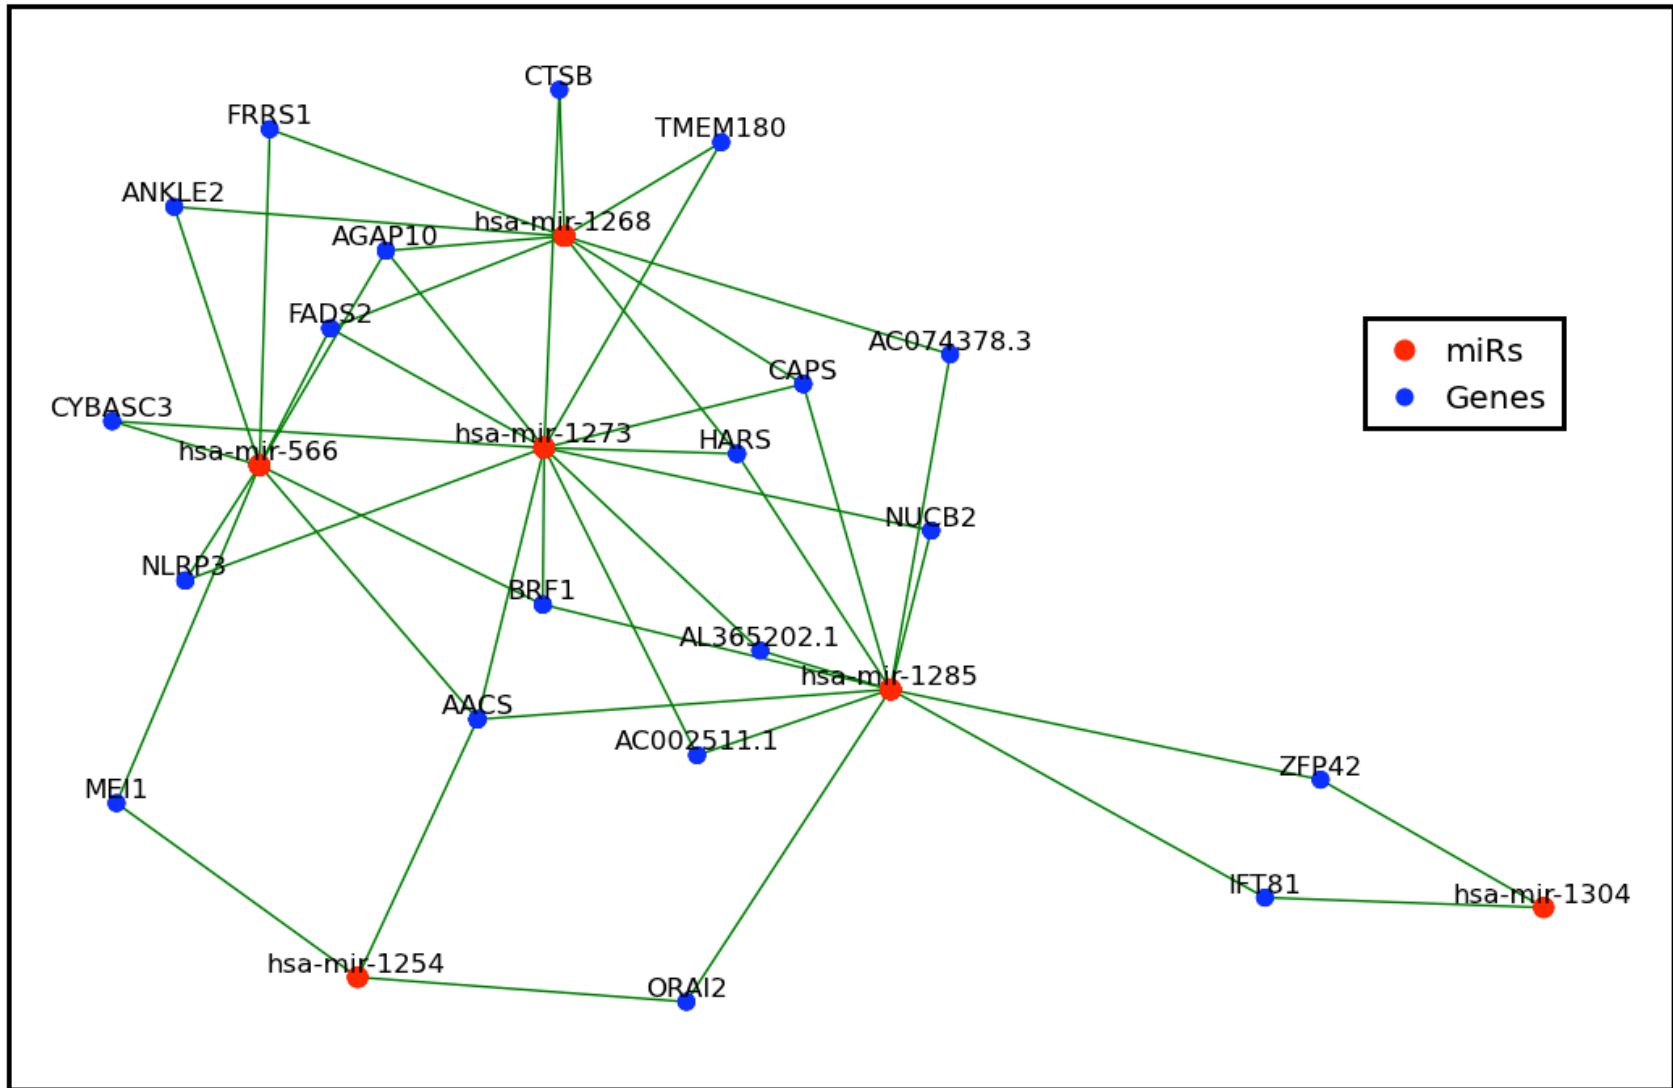 CTSB
FRRS1
TMEM180
ANKLE2
hsa-mir-1268
AGAP10
FADS2
AC074378.3
miRs
CAPS
Genes
CYBASC3
hsa-mir-1273
HARS
hsa-mir-566
NUCB2
NLRP3
BRF1
AL365202.1
hsa-mir-1285
AACS
AC002511.1
ZFP42
MEI1
IFT81
hsa-mir-1304
hsa-mir-1254
ORAI2